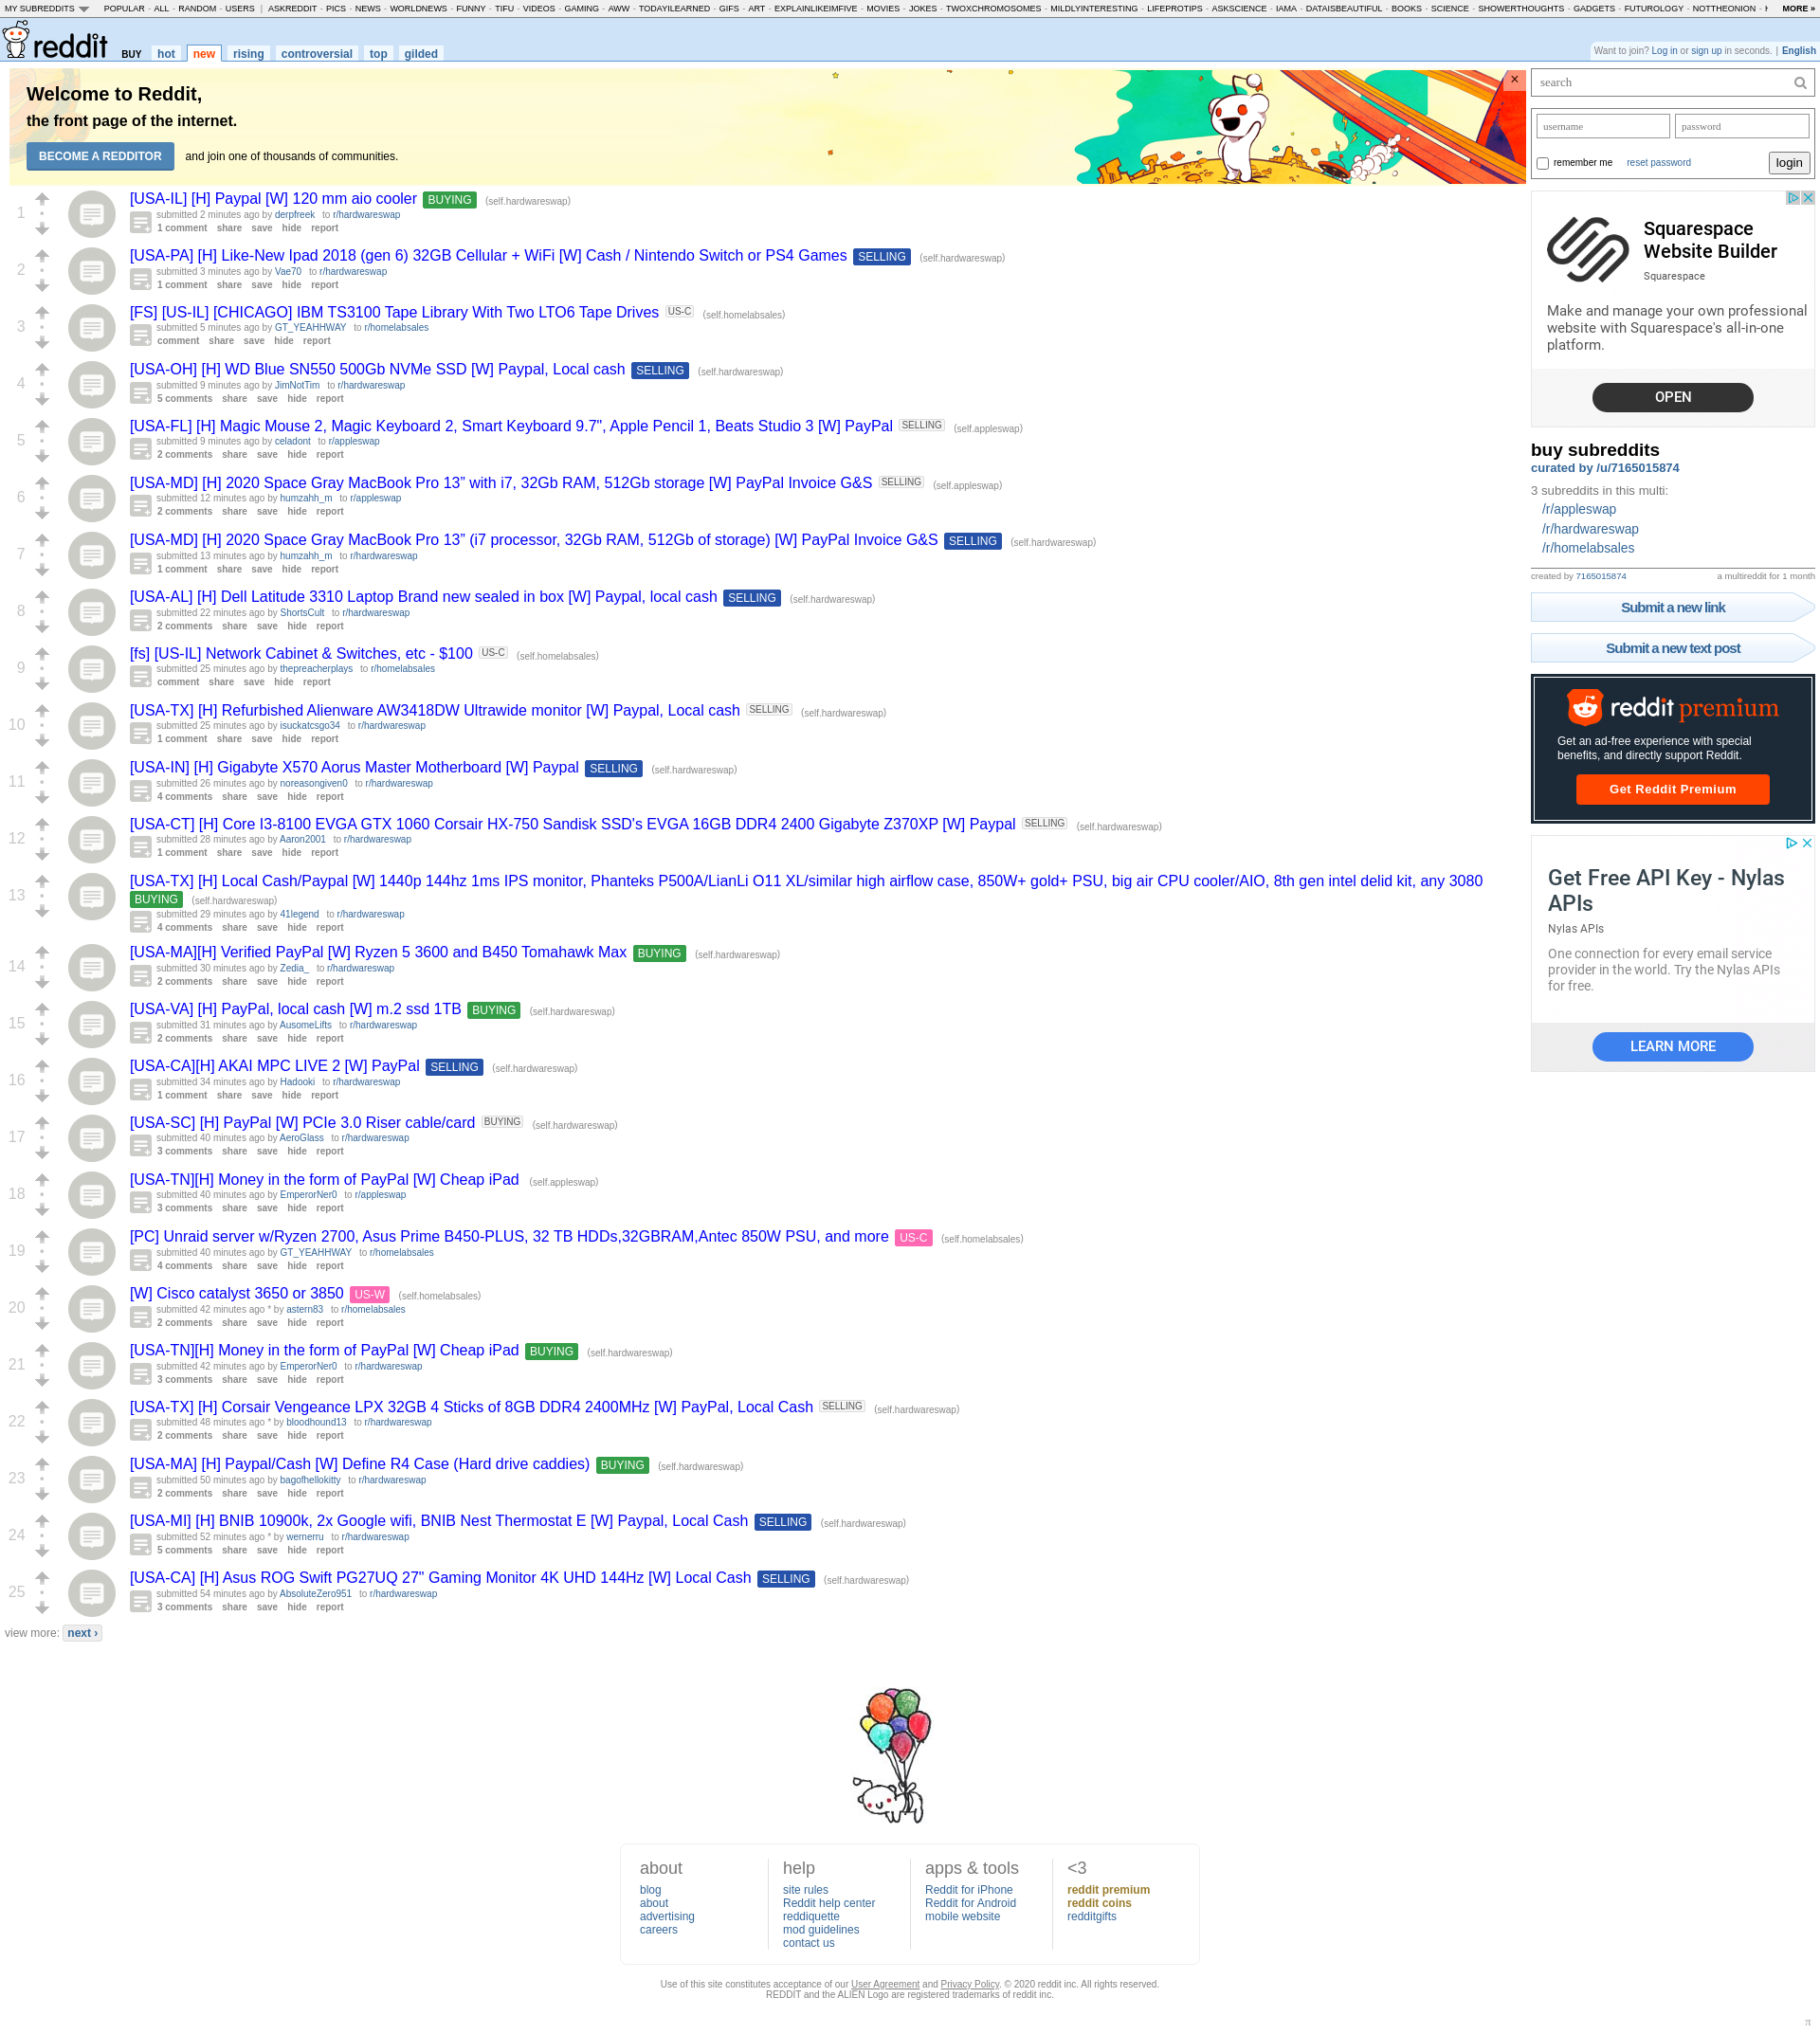 MY SUBREDDITS POPULAR - ALL - RANDOM - USERS | ASKREDDIT - PICS - NEWS - WORLDNEWS - FUNNY - TIFU - VIDEOS - GAMING - AWW - TODAYILEARNED - GIFS - ART - EXPLAINLIKEIMFIVE - MOVIES - JOKES - TWOXCHROMOSOMES - MILDLYINTERESTING - LIFEPROTIPS - ASKSCIENCE - IAMA - DATAISBEAUTIFUL - BOOKS - SCIENCE - SHOWERTHOUGHTS - GADGETS - FUTUROLOGY - NOTTHEONION - MORE »
reddit BUY hot new rising controversial top gilded
Want to join? Log in or sign up in seconds. | English
Welcome to Reddit,
the front page of the internet.
BECOME A REDDITOR and join one of thousands of communities.
×
1
[USA-IL] [H] Paypal [W] 120 mm aio cooler BUYING (self.hardwareswap)
submitted 2 minutes ago by derpfreek to r/hardwareswap
1 comment share save hide report
2
[USA-PA] [H] Like-New Ipad 2018 (gen 6) 32GB Cellular + WiFi [W] Cash / Nintendo Switch or PS4 Games SELLING (self.hardwareswap)
submitted 3 minutes ago by Vae70 to r/hardwareswap
1 comment share save hide report
3
[FS] [US-IL] [CHICAGO] IBM TS3100 Tape Library With Two LTO6 Tape Drives US-C (self.homelabsales)
submitted 5 minutes ago by GT_YEAHHWAY to r/homelabsales
comment share save hide report
4
[USA-OH] [H] WD Blue SN550 500Gb NVMe SSD [W] Paypal, Local cash SELLING (self.hardwareswap)
submitted 9 minutes ago by JimNotTim to r/hardwareswap
5 comments share save hide report
5
[USA-FL] [H] Magic Mouse 2, Magic Keyboard 2, Smart Keyboard 9.7", Apple Pencil 1, Beats Studio 3 [W] PayPal SELLING (self.appleswap)
submitted 9 minutes ago by celadont to r/appleswap
2 comments share save hide report
6
[USA-MD] [H] 2020 Space Gray MacBook Pro 13” with i7, 32Gb RAM, 512Gb storage [W] PayPal Invoice G&S SELLING (self.appleswap)
submitted 12 minutes ago by humzahh_m to r/appleswap
2 comments share save hide report
7
[USA-MD] [H] 2020 Space Gray MacBook Pro 13” (i7 processor, 32Gb RAM, 512Gb of storage) [W] PayPal Invoice G&S SELLING (self.hardwareswap)
submitted 13 minutes ago by humzahh_m to r/hardwareswap
1 comment share save hide report
8
[USA-AL] [H] Dell Latitude 3310 Laptop Brand new sealed in box [W] Paypal, local cash SELLING (self.hardwareswap)
submitted 22 minutes ago by ShortsCult to r/hardwareswap
2 comments share save hide report
9
[fs] [US-IL] Network Cabinet & Switches, etc - $100 US-C (self.homelabsales)
submitted 25 minutes ago by thepreacherplays to r/homelabsales
comment share save hide report
10
[USA-TX] [H] Refurbished Alienware AW3418DW Ultrawide monitor [W] Paypal, Local cash SELLING (self.hardwareswap)
submitted 25 minutes ago by isuckatcsgo34 to r/hardwareswap
1 comment share save hide report
11
[USA-IN] [H] Gigabyte X570 Aorus Master Motherboard [W] Paypal SELLING (self.hardwareswap)
submitted 26 minutes ago by noreasongiven0 to r/hardwareswap
4 comments share save hide report
12
[USA-CT] [H] Core I3-8100 EVGA GTX 1060 Corsair HX-750 Sandisk SSD's EVGA 16GB DDR4 2400 Gigabyte Z370XP [W] Paypal SELLING (self.hardwareswap)
submitted 28 minutes ago by Aaron2001 to r/hardwareswap
1 comment share save hide report
13
[USA-TX] [H] Local Cash/Paypal [W] 1440p 144hz 1ms IPS monitor, Phanteks P500A/LianLi O11 XL/similar high airflow case, 850W+ gold+ PSU, big air CPU cooler/AIO, 8th gen intel delid kit, any 3080
BUYING (self.hardwareswap)
submitted 29 minutes ago by 41legend to r/hardwareswap
4 comments share save hide report
14
[USA-MA][H] Verified PayPal [W] Ryzen 5 3600 and B450 Tomahawk Max BUYING (self.hardwareswap)
submitted 30 minutes ago by Zedia_ to r/hardwareswap
2 comments share save hide report
15
[USA-VA] [H] PayPal, local cash [W] m.2 ssd 1TB BUYING (self.hardwareswap)
submitted 31 minutes ago by AusomeLifts to r/hardwareswap
2 comments share save hide report
16
[USA-CA][H] AKAI MPC LIVE 2 [W] PayPal SELLING (self.hardwareswap)
submitted 34 minutes ago by Hadooki to r/hardwareswap
1 comment share save hide report
17
[USA-SC] [H] PayPal [W] PCIe 3.0 Riser cable/card BUYING (self.hardwareswap)
submitted 40 minutes ago by AeroGlass to r/hardwareswap
3 comments share save hide report
18
[USA-TN][H] Money in the form of PayPal [W] Cheap iPad (self.appleswap)
submitted 40 minutes ago by EmperorNer0 to r/appleswap
3 comments share save hide report
19
[PC] Unraid server w/Ryzen 2700, Asus Prime B450-PLUS, 32 TB HDDs,32GBRAM,Antec 850W PSU, and more US-C (self.homelabsales)
submitted 40 minutes ago by GT_YEAHHWAY to r/homelabsales
4 comments share save hide report
20
[W] Cisco catalyst 3650 or 3850 US-W (self.homelabsales)
submitted 42 minutes ago * by astern83 to r/homelabsales
2 comments share save hide report
21
[USA-TN][H] Money in the form of PayPal [W] Cheap iPad BUYING (self.hardwareswap)
submitted 42 minutes ago by EmperorNer0 to r/hardwareswap
3 comments share save hide report
22
[USA-TX] [H] Corsair Vengeance LPX 32GB 4 Sticks of 8GB DDR4 2400MHz [W] PayPal, Local Cash SELLING (self.hardwareswap)
submitted 48 minutes ago * by bloodhound13 to r/hardwareswap
2 comments share save hide report
23
[USA-MA] [H] Paypal/Cash [W] Define R4 Case (Hard drive caddies) BUYING (self.hardwareswap)
submitted 50 minutes ago by bagofhellokitty to r/hardwareswap
2 comments share save hide report
24
[USA-MI] [H] BNIB 10900k, 2x Google wifi, BNIB Nest Thermostat E [W] Paypal, Local Cash SELLING (self.hardwareswap)
submitted 52 minutes ago * by wernerru to r/hardwareswap
5 comments share save hide report
25
[USA-CA] [H] Asus ROG Swift PG27UQ 27" Gaming Monitor 4K UHD 144Hz [W] Local Cash SELLING (self.hardwareswap)
submitted 54 minutes ago by AbsoluteZero951 to r/hardwareswap
3 comments share save hide report
view more: next ›
search
username password
remember me reset password login
Squarespace
Website Builder
Squarespace
Make and manage your own professional
website with Squarespace's all-in-one
platform.
OPEN
buy subreddits
curated by /u/7165015874
3 subreddits in this multi:
/r/appleswap
/r/hardwareswap
/r/homelabsales
created by 7165015874 a multireddit for 1 month
Submit a new link
Submit a new text post
reddit premium
Get an ad-free experience with special
benefits, and directly support Reddit.
Get Reddit Premium
Get Free API Key - Nylas
APIs
Nylas APIs
One connection for every email service
provider in the world. Try the Nylas APIs
for free.
LEARN MORE
about
blog
about
advertising
careers
help
site rules
Reddit help center
reddiquette
mod guidelines
contact us
apps & tools
Reddit for iPhone
Reddit for Android
mobile website
<3
reddit premium
reddit coins
redditgifts
Use of this site constitutes acceptance of our User Agreement and Privacy Policy. © 2020 reddit inc. All rights reserved.
REDDIT and the ALIEN Logo are registered trademarks of reddit inc.
π